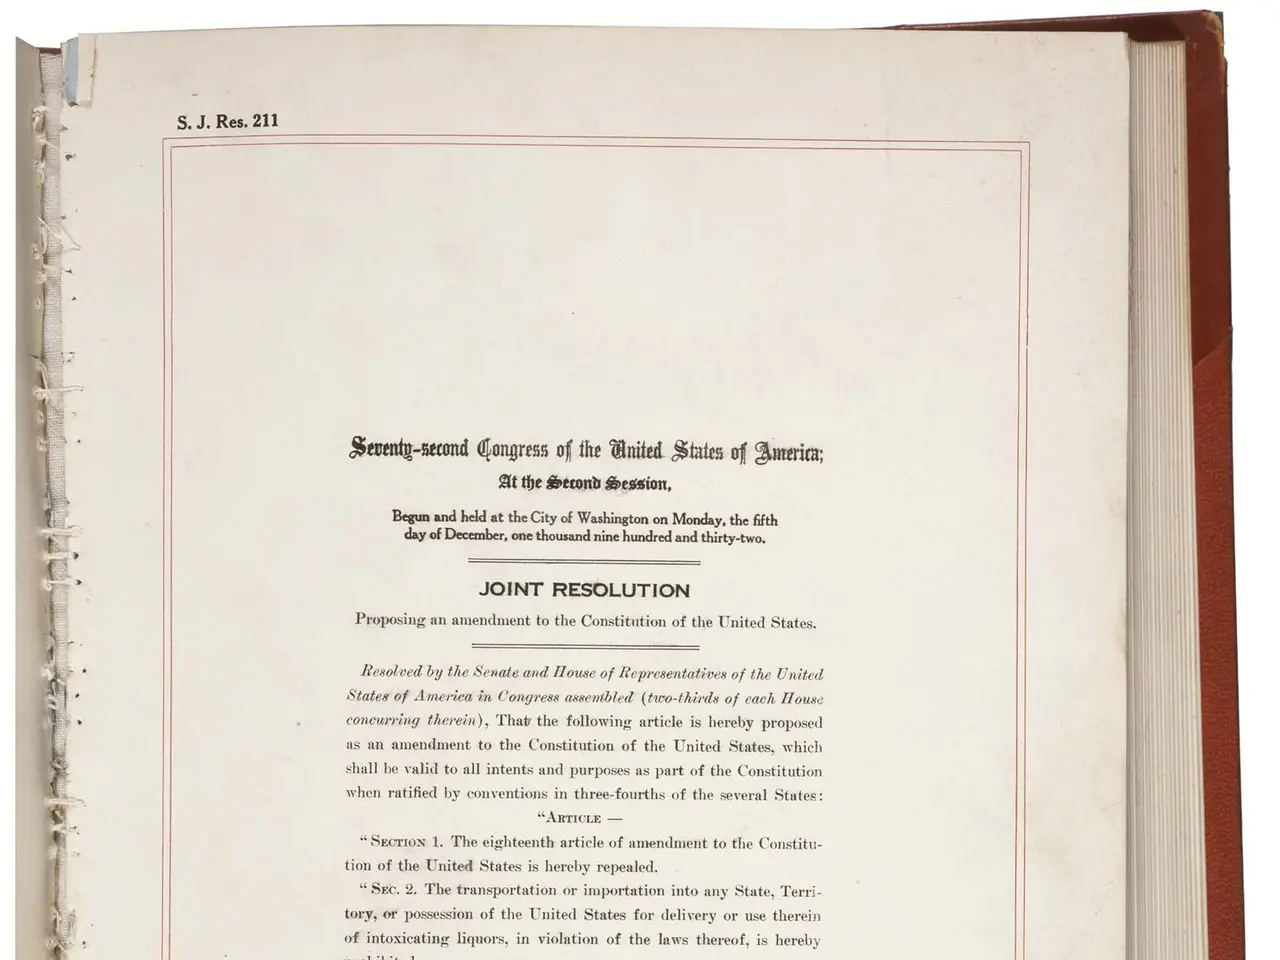 S. J. Res. 211
Seventy-second Congress of the United States of America;
At the Second Session,
Begun and held at the City of Washington on Monday, the fifth
day of December, one thousand nine hundred and thirty-two.
JOINT RESOLUTION
Proposing an amendment to the Constitution of the United States.
Resolved by the Senate and House of Representatives of the United
States of America in Congress assembled (two-thirds of each House
concurring therein), That the following article is hereby proposed
as an amendment to the Constitution of the United States, which
shall be valid to all intents and purposes as part of the Constitution
when ratified by conventions in three-fourths of the several States:
“ARTICLE —
“SECTION 1. The eighteenth article of amendment to the Constitu-
tion of the United States is hereby repealed.
“SEC. 2. The transportation or importation into any State, Terri-
tory, or possession of the United States for delivery or use therein
of intoxicating liquors, in violation of the laws thereof, is hereby